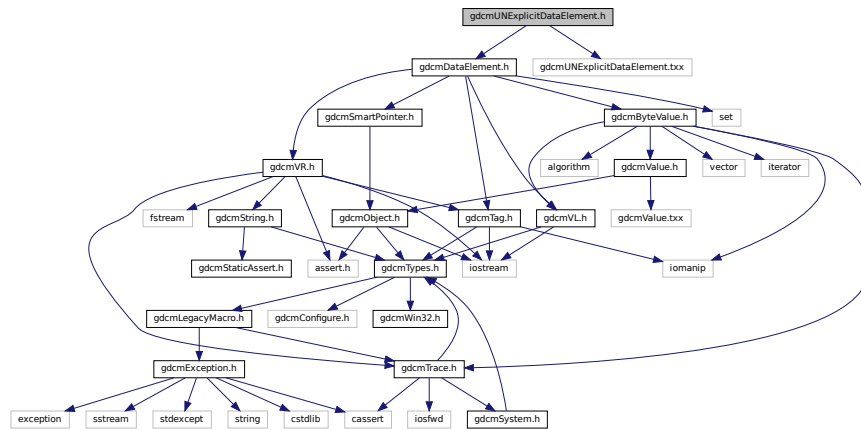 gdcmUNExplicitDataElement.h
gdcmDataElement.h
gdcmUNExplicitDataElement.txx
gdcmSmartPointer.h
gdcmByteValue.h
set
gdcmVR.h
algorithm
gdcmValue.h
vector
iterator
fstream
gdcmString.h
gdcmObject.h
gdcmTag.h
gdcmVL.h
gdcmValue.txx
gdcmStaticAssert.h
assert.h
gdcmTypes.h
iostream
iomanip
gdcmLegacyMacro.h
gdcmConfigure.h
gdcmWin32.h
gdcmException.h
gdcmTrace.h
exception
sstream
stdexcept
string
cstdlib
cassert
iosfwd
gdcmSystem.h